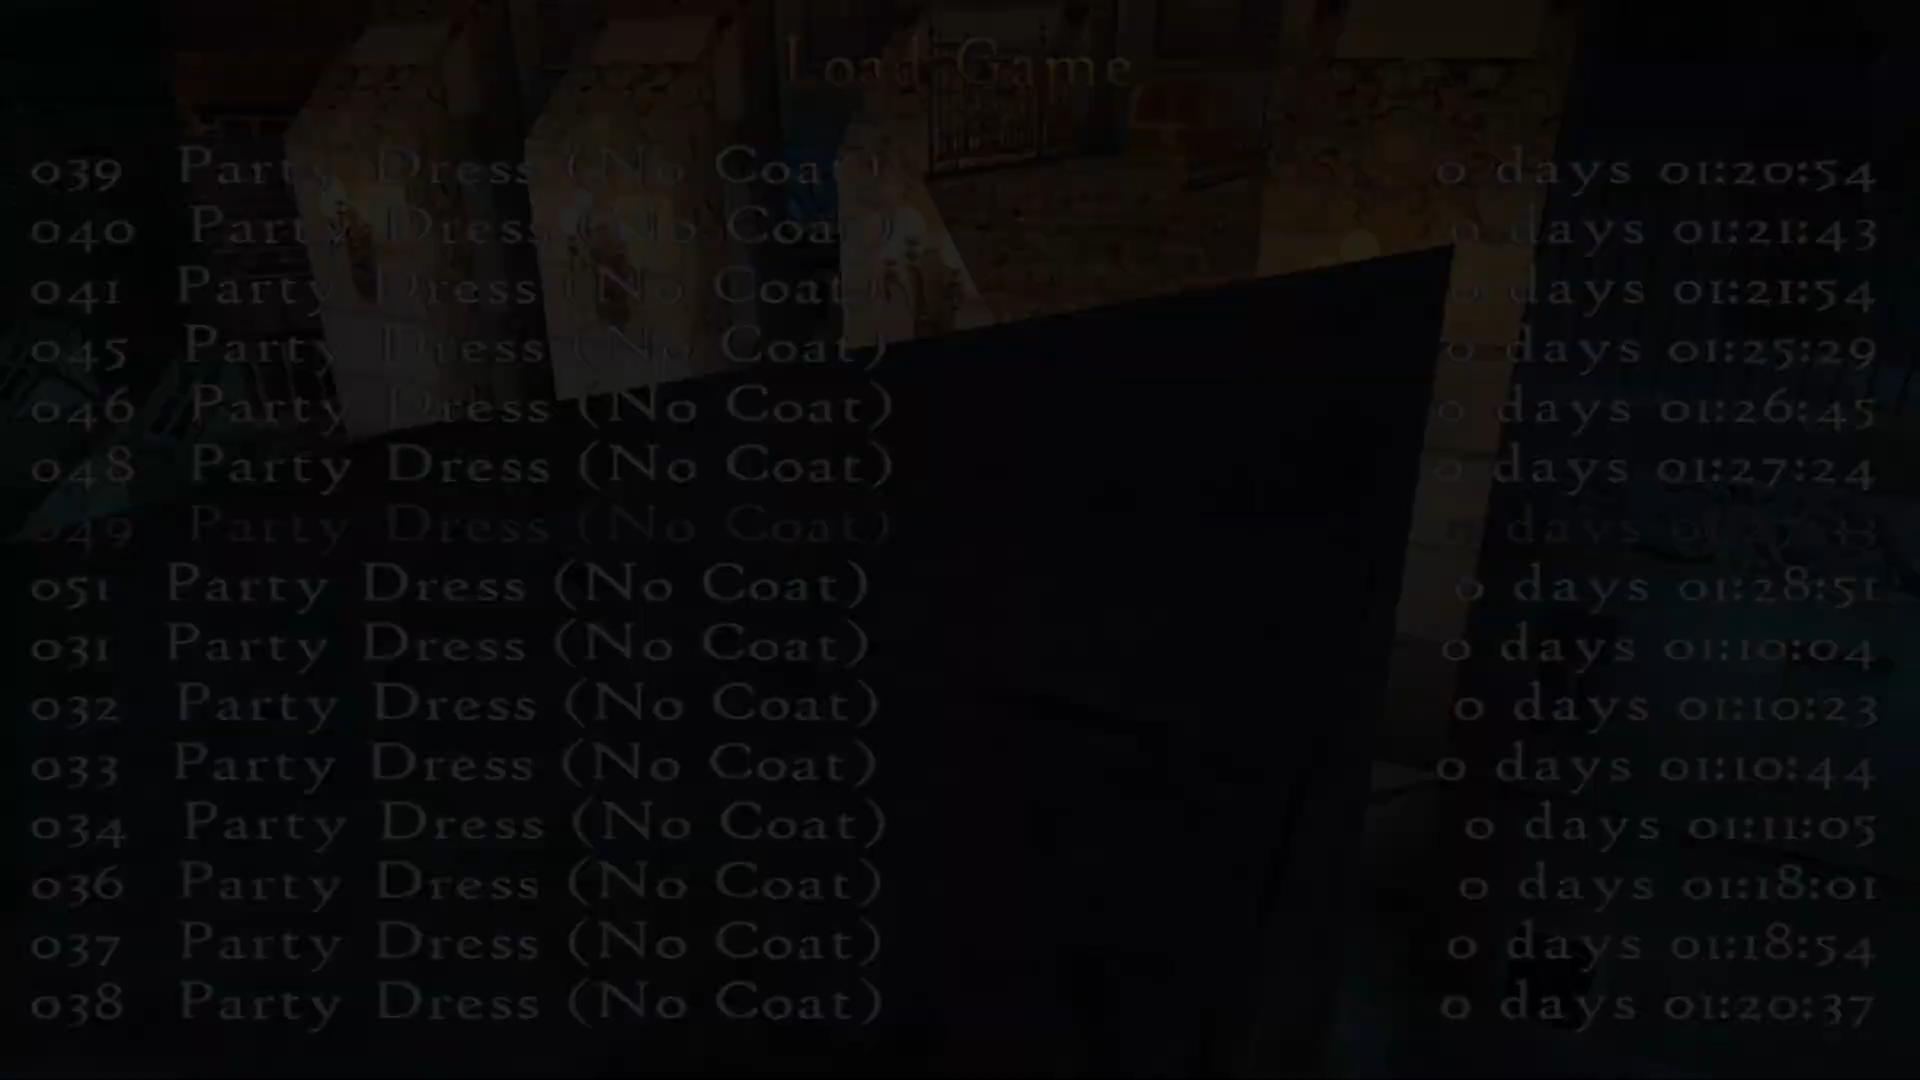 Load Game
039 Party Dress (No Coat) 0 days 01:20:54
040 Party Dress (No Coat) 0 days 01:21:43
041 Party Dress (No Coat) 0 days 01:21:54
045 Party Dress (No Coat) 0 days 01:25:29
046 Party Dress (No Coat) 0 days 01:26:45
048 Party Dress (No Coat) 0 days 01:27:24
049 Party Dress (No Coat) 0 days
051 Party Dress (No Coat) 0 days 01:28:51
031 Party Dress (No Coat) 0 days 01:10:04
032 Party Dress (No Coat) 0 days 01:10:23
033 Party Dress (No Coat) 0 days 01:10:44
034 Party Dress (No Coat) 0 days 01:11:05
036 Party Dress (No Coat) 0 days 01:18:01
037 Party Dress (No Coat) 0 days 01:18:54
038 Party Dress (No Coat) 0 days 01:20:37